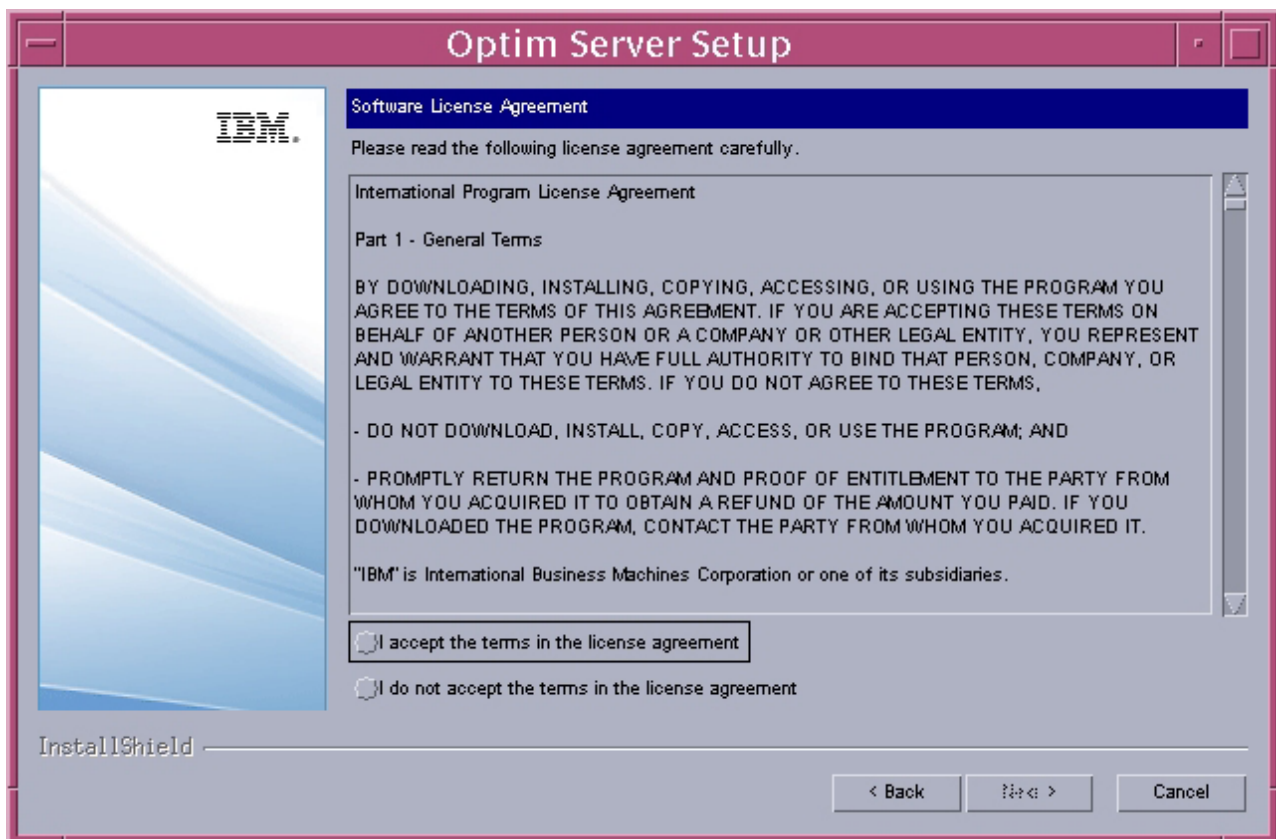 Optim Server Setup
IBM.
Software License Agreement
Please read the following license agreement carefully.
International Program License Agreement
Part 1 - General Terms
BY DOWNLOADING, INSTALLING, COPYING, ACCESSING, OR USING THE PROGRAM YOU
AGREE TO THE TERMS OF THIS AGREEMENT. IF YOU ARE ACCEPTING THESE TERMS ON
BEHALF OF ANOTHER PERSON OR A COMPANY OR OTHER LEGAL ENTITY, YOU REPRESENT
AND WARRANT THAT YOU HAVE FULL AUTHORITY TO BIND THAT PERSON, COMPANY, OR
LEGAL ENTITY TO THESE TERMS. IF YOU DO NOT AGREE TO THESE TERMS,
- DO NOT DOWNLOAD, INSTALL, COPY, ACCESS, OR USE THE PROGRAM; AND
- PROMPTLY RETURN THE PROGRAM AND PROOF OF ENTITLEMENT TO THE PARTY FROM
WHOM YOU ACQUIRED IT TO OBTAIN A REFUND OF THE AMOUNT YOU PAID. IF YOU
DOWNLOADED THE PROGRAM, CONTACT THE PARTY FROM WHOM YOU ACQUIRED IT.
"IBM" is International Business Machines Corporation or one of its subsidiaries.
I accept the terms in the license agreement
I do not accept the terms in the license agreement
InstallShield
< Back
Next >
Cancel